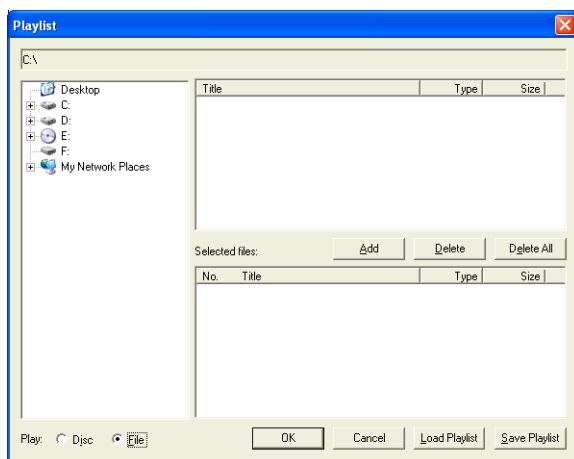 Playlist
C:\
Desktop
C:
D:
E:
F:
My Network Places
Title Type Size
Selected files: Add Delete Delete All
No. Title Type Size
Play: Disc File OK Cancel Load Playlist Save Playlist